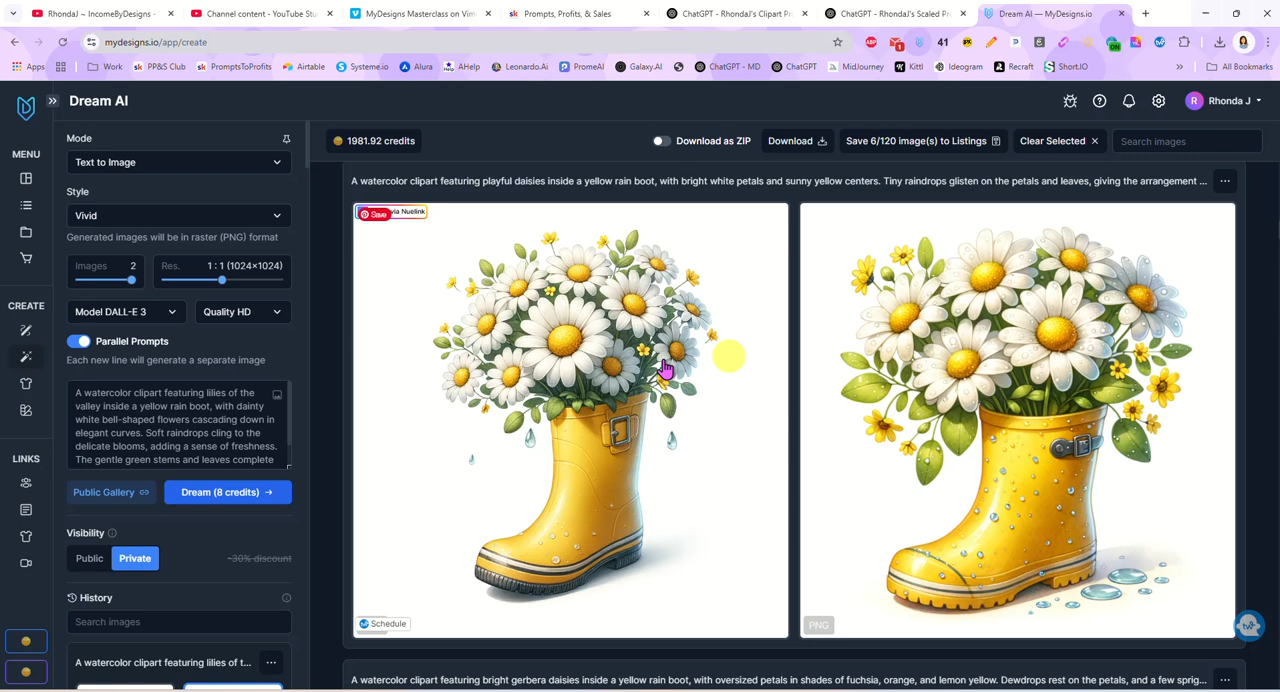 RhondaJ ~ IncomeByDesigns -
Channel content - YouTube Stu
MyDesigns Masterclass on Vim
Prompts, Profits, & Sales
ChatGPT - RhondaJ's Clipart Pr
ChatGPT - RhondaJ's Scaled Pr
Dream AI — MyDesigns.io
mydesigns.io/app/create
ABP
1
41
ON
Apps
Work
PP&S Club
PromptsToProfits
Airtable
Systeme.io
Alura
AHelp
Leonardo.Ai
PromeAI
Galaxy.AI
ChatGPT - MD
ChatGPT
MidJourney
Kittl
Ideogram
Recraft
Short.IO
All Bookmarks
Dream AI
R
Rhonda J
MENU
CREATE
LINKS
Mode
Text to Image
Style
Vivid
Generated images will be in raster (PNG) format
Images 2
Res. 1 : 1 (1024×1024)
Model DALL-E 3
Quality HD
Parallel Prompts
Each new line will generate a separate image
A watercolor clipart featuring lilies of the
valley inside a yellow rain boot, with dainty
white bell-shaped flowers cascading down in
elegant curves. Soft raindrops cling to the
delicate blooms, adding a sense of freshness.
The gentle green stems and leaves complete
Public Gallery
Dream (8 credits) →
Visibility
Public
Private
~30% discount
History
Search images
A watercolor clipart featuring lilies of t...
1981.92 credits
Download as ZIP
Download
Save 6/120 image(s) to Listings
Clear Selected
Search images
A watercolor clipart featuring playful daisies inside a yellow rain boot, with bright white petals and sunny yellow centers. Tiny raindrops glisten on the petals and leaves, giving the arrangement ...
Save
via Nuelink
Schedule
PNG
A watercolor clipart featuring bright gerbera daisies inside a yellow rain boot, with oversized petals in shades of fuchsia, orange, and lemon yellow. Dewdrops rest on the petals, and a few sprig...